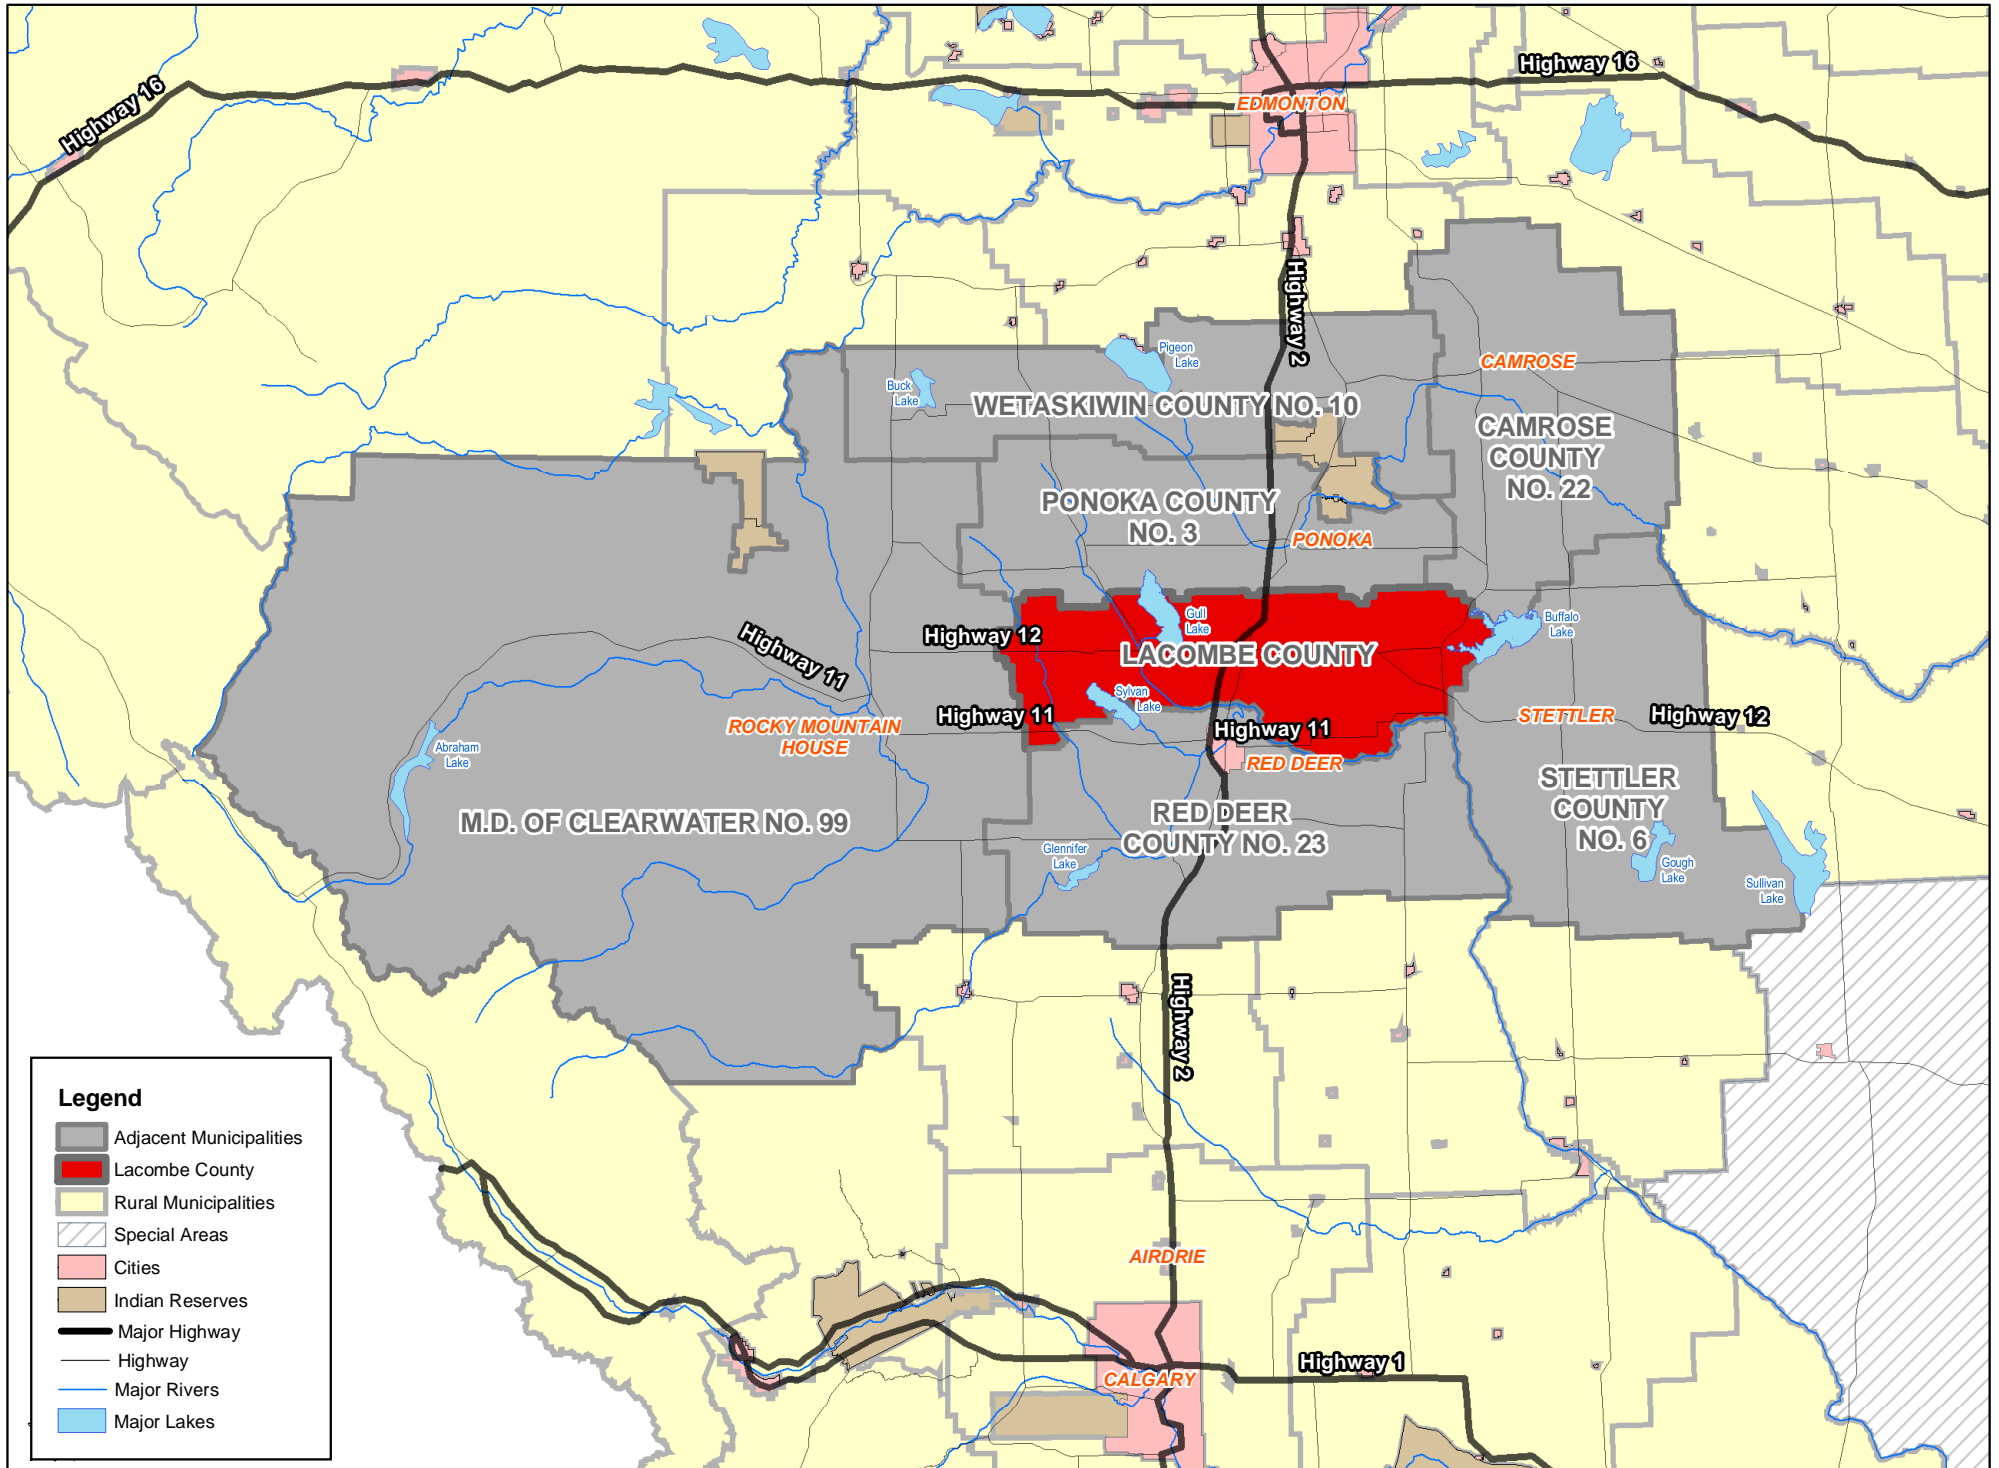 Highway 16
Highway 16
EDMONTON
Highway 2
Pigeon
Lake
Buck
Lake
CAMROSE
WETASKIWIN COUNTY NO. 10
CAMROSE
COUNTY
NO. 22
PONOKA COUNTY
NO. 3
PONOKA
Gull
Lake
Buffalo
Lake
Highway 12
Highway 11
LACOMBE COUNTY
Sylvan
Lake
Highway 11
ROCKY MOUNTAIN
HOUSE
Highway 11
STETTLER
Highway 12
Abraham
Lake
RED DEER
STETTLER
COUNTY
NO. 6
M.D. OF CLEARWATER NO. 99
RED DEER
COUNTY NO. 23
Glennifer
Lake
Gough
Lake
Sullivan
Lake
Highway 2
AIRDRIE
Highway 1
CALGARY
Legend
Adjacent Municipalities
Lacombe County
Rural Municipalities
Special Areas
Cities
Indian Reserves
Major Highway
Highway
Major Rivers
Major Lakes